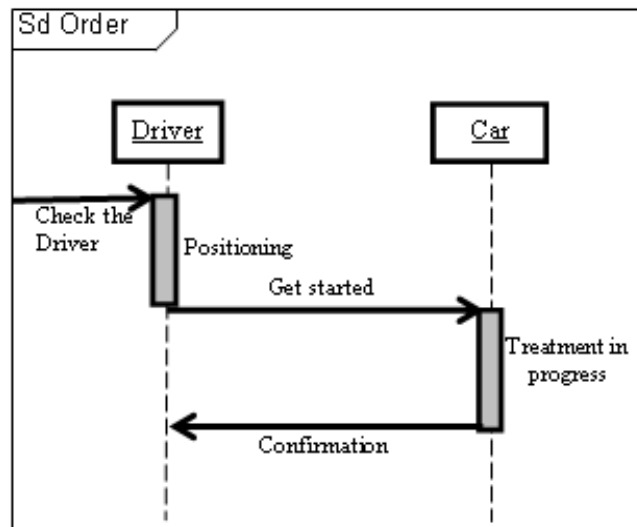 Sd Order
Driver
Car
Check the
Driver
Positioning
Get started
Treatment in
progress
Confirmation